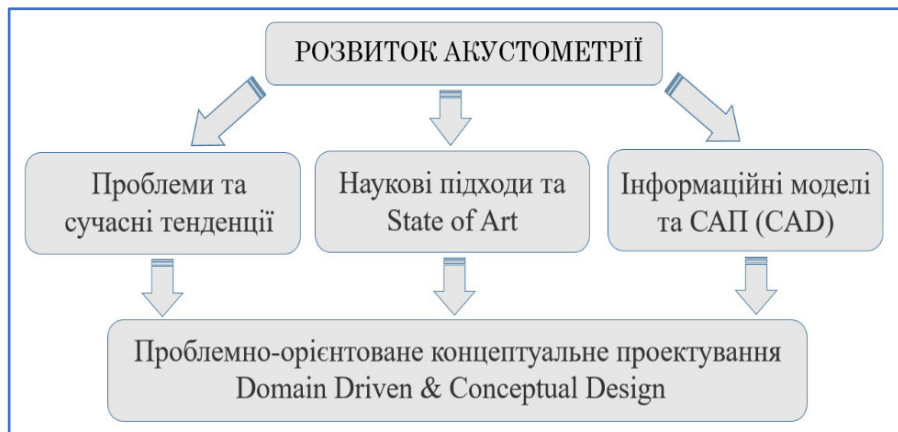 РОЗВИТОК АКУСТОМЕТРІЇ
Проблеми та
сучасні тенденції
Наукові підходи та
State of Art
Інформаційні моделі
та САП (CAD)
Проблемно-орієнтоване концептуальне проектування
Domain Driven & Conceptual Design